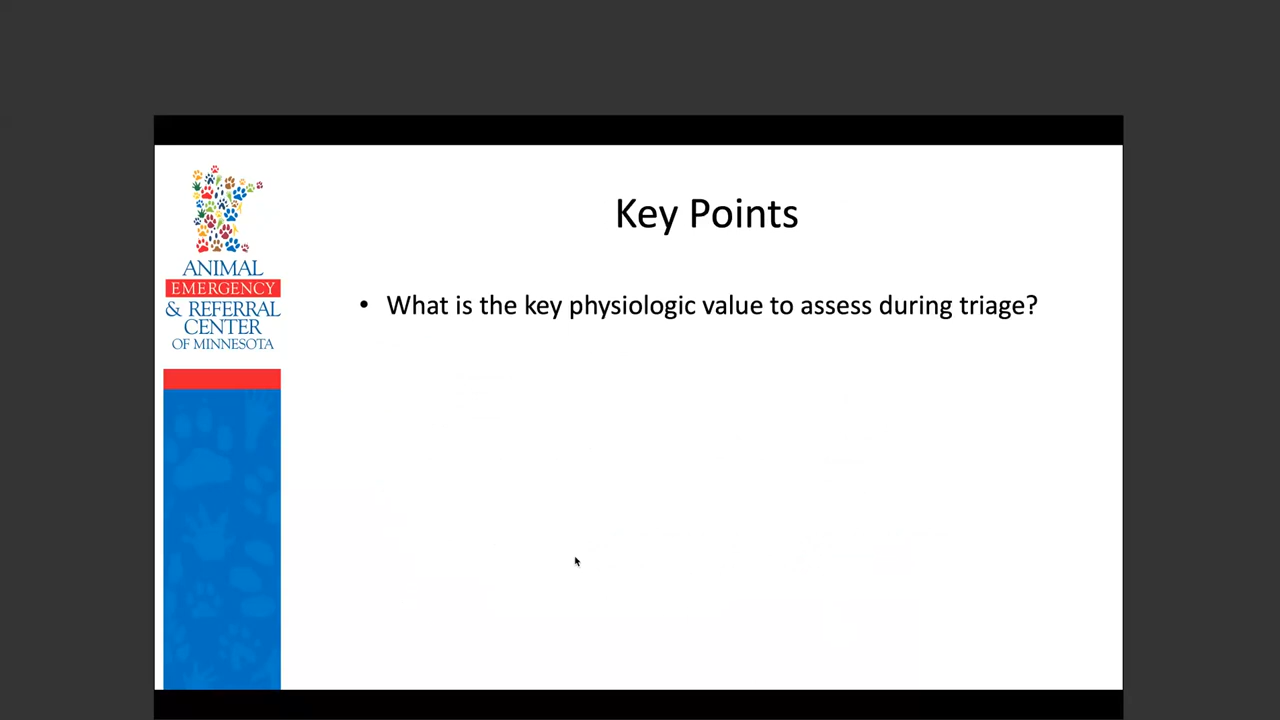 Key Points
• What is the key physiologic value to assess during triage?
ANIMAL
EMERGENCY
& REFERRAL
CENTER
OF MINNESOTA